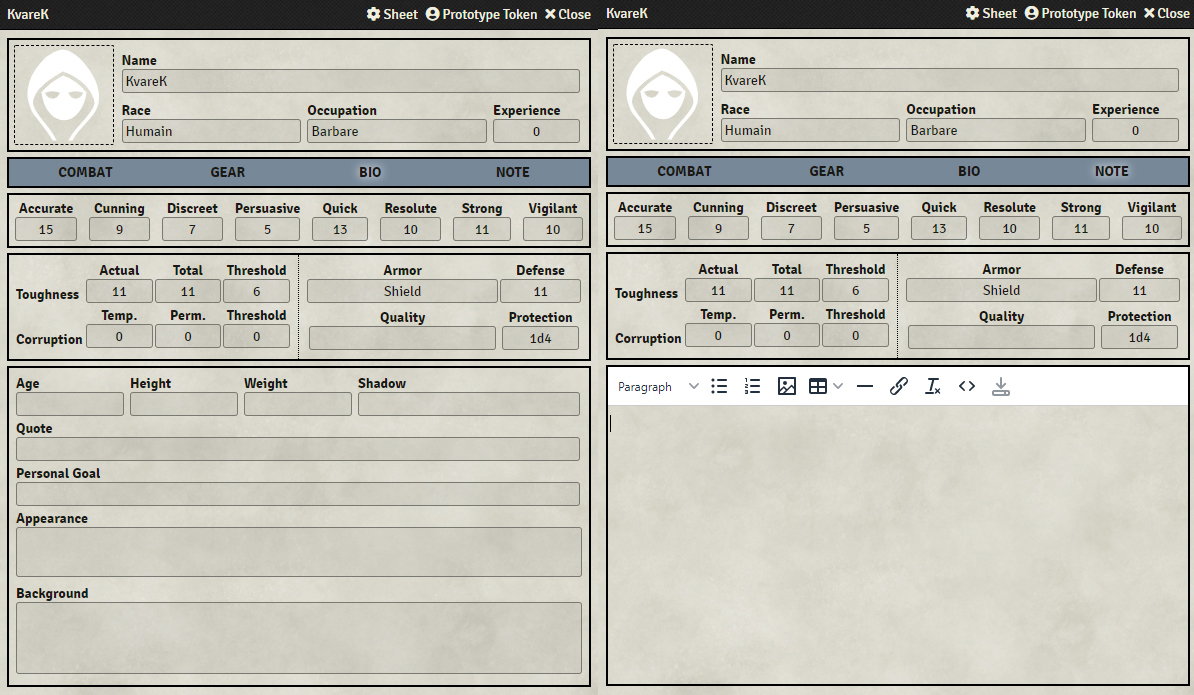 KvareK Sheet Prototype Token Close
Name
KvareK
Race Occupation Experience
Humain Barbare 0
COMBAT GEAR BIO NOTE
Accurate Cunning Discreet Persuasive Quick Resolute Strong Vigilant
15 9 7 5 13 10 11 10
Actual Total Threshold Armor Defense
Toughness 11 11 6 Shield 11
Temp. Perm. Threshold Quality Protection
Corruption 0 0 0 1d4
Age Height Weight Shadow
Quote
Personal Goal
Appearance
Background
KvareK Sheet Prototype Token Close
Name
KvareK
Race Occupation Experience
Humain Barbare 0
COMBAT GEAR BIO NOTE
Accurate Cunning Discreet Persuasive Quick Resolute Strong Vigilant
15 9 7 5 13 10 11 10
Actual Total Threshold Armor Defense
Toughness 11 11 6 Shield 11
Temp. Perm. Threshold Quality Protection
Corruption 0 0 0 1d4
Paragraph